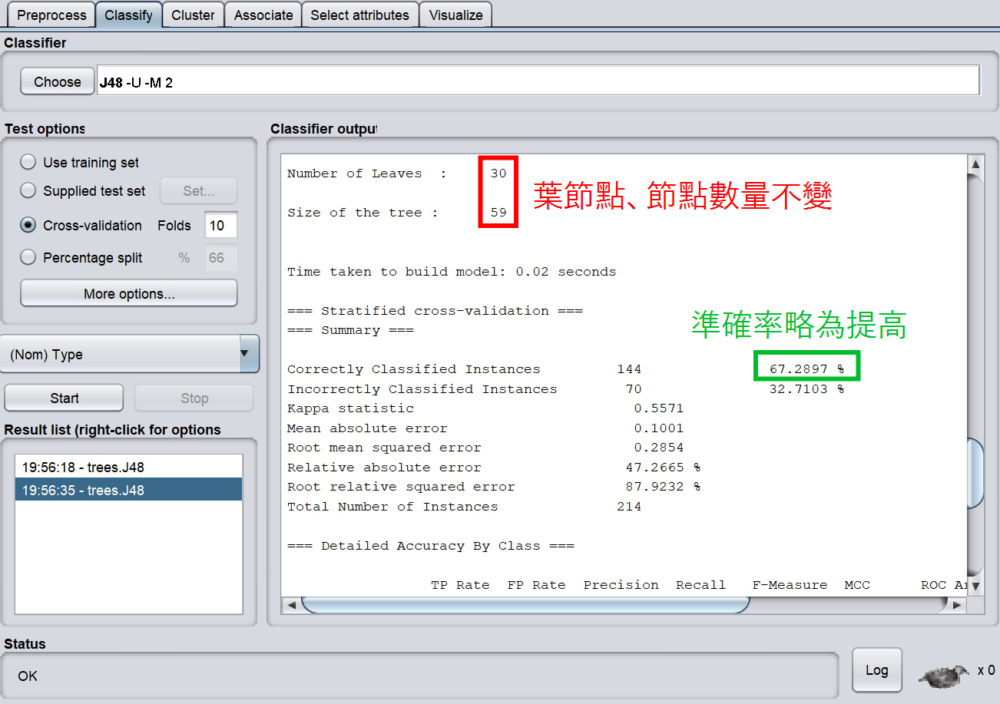 Preprocess Classify Cluster Associate Select attributes Visualize
Classifier
Choose J48 -U -M 2
Test options
Use training set
Supplied test set Set...
Cross-validation Folds 10
Percentage split % 66
More options...
(Nom) Type
Start Stop
Result list (right-click for options
19:56:18 - trees.J48
19:56:35 - trees.J48
Classifier output
Number of Leaves : 30
葉節點、節點數量不變
Size of the tree : 59
Time taken to build model: 0.02 seconds
=== Stratified cross-validation ===
=== Summary ===
準確率略為提高
Correctly Classified Instances 144 67.2897 %
Incorrectly Classified Instances 70 32.7103 %
Kappa statistic 0.5571
Mean absolute error 0.1001
Root mean squared error 0.2854
Relative absolute error 47.2665 %
Root relative squared error 87.9232 %
Total Number of Instances 214
=== Detailed Accuracy By Class ===
TP Rate FP Rate Precision Recall F-Measure MCC ROC
Status
OK
Log x 0